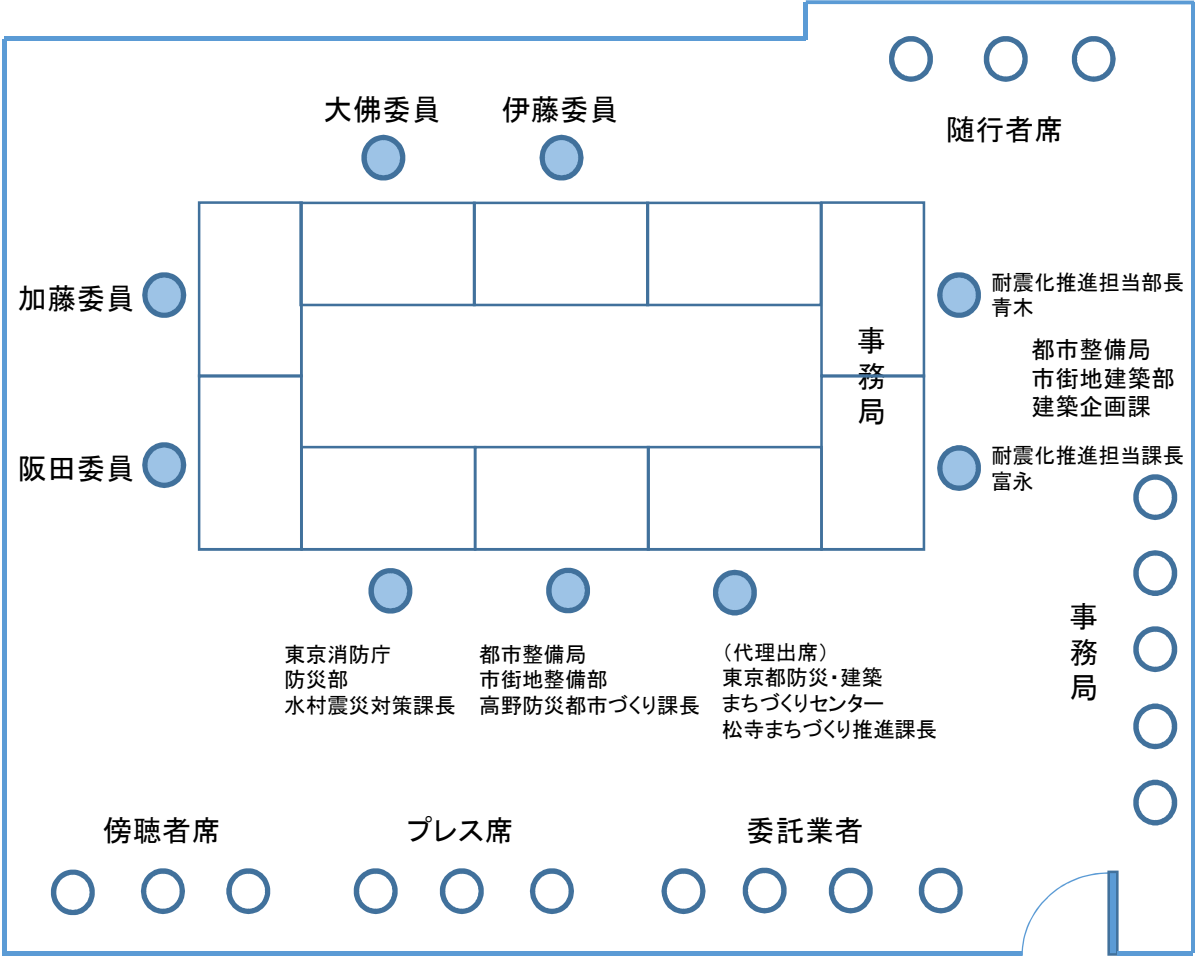 大佛委員
伊藤委員
随行者席
加藤委員
阪田委員
事務局
耐震化推進担当部長
青木
都市整備局
市街地建築部
建築企画課
耐震化推進担当課長
富永
東京消防庁
防災部
水村震災対策課長
都市整備局
市街地整備部
高野防災都市づくり課長
（代理出席）
東京都防災・建築
まちづくりセンター
松寺まちづくり推進課長
事務局
傍聴者席
プレス席
委託業者